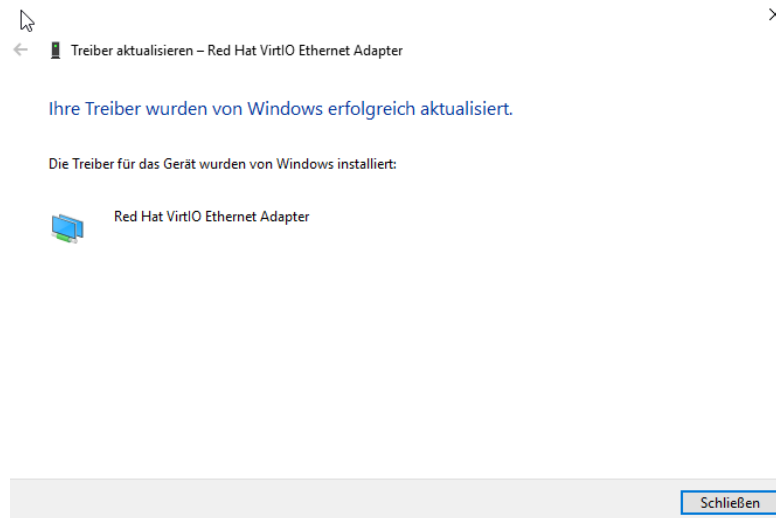 Treiber aktualisieren – Red Hat VirtIO Ethernet Adapter
Ihre Treiber wurden von Windows erfolgreich aktualisiert.
Die Treiber für das Gerät wurden von Windows installiert:
Red Hat VirtIO Ethernet Adapter
Schließen